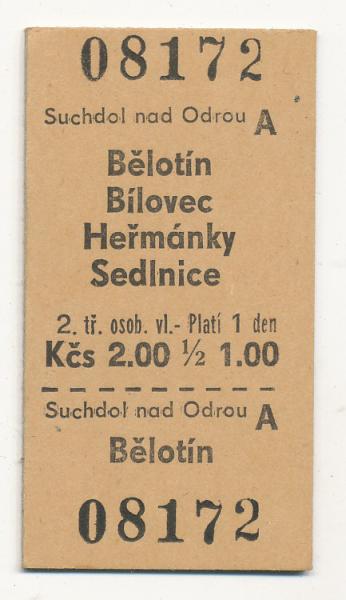 08172
Suchdol nad Odrou A
Bělotín
Bílovec
Heřmánky
Sedlnice
2. tř. osob. vl.- Platí 1 den
Kčs 2.00 ½ 1.00
Suchdol nad Odrou A
Bělotín
08172